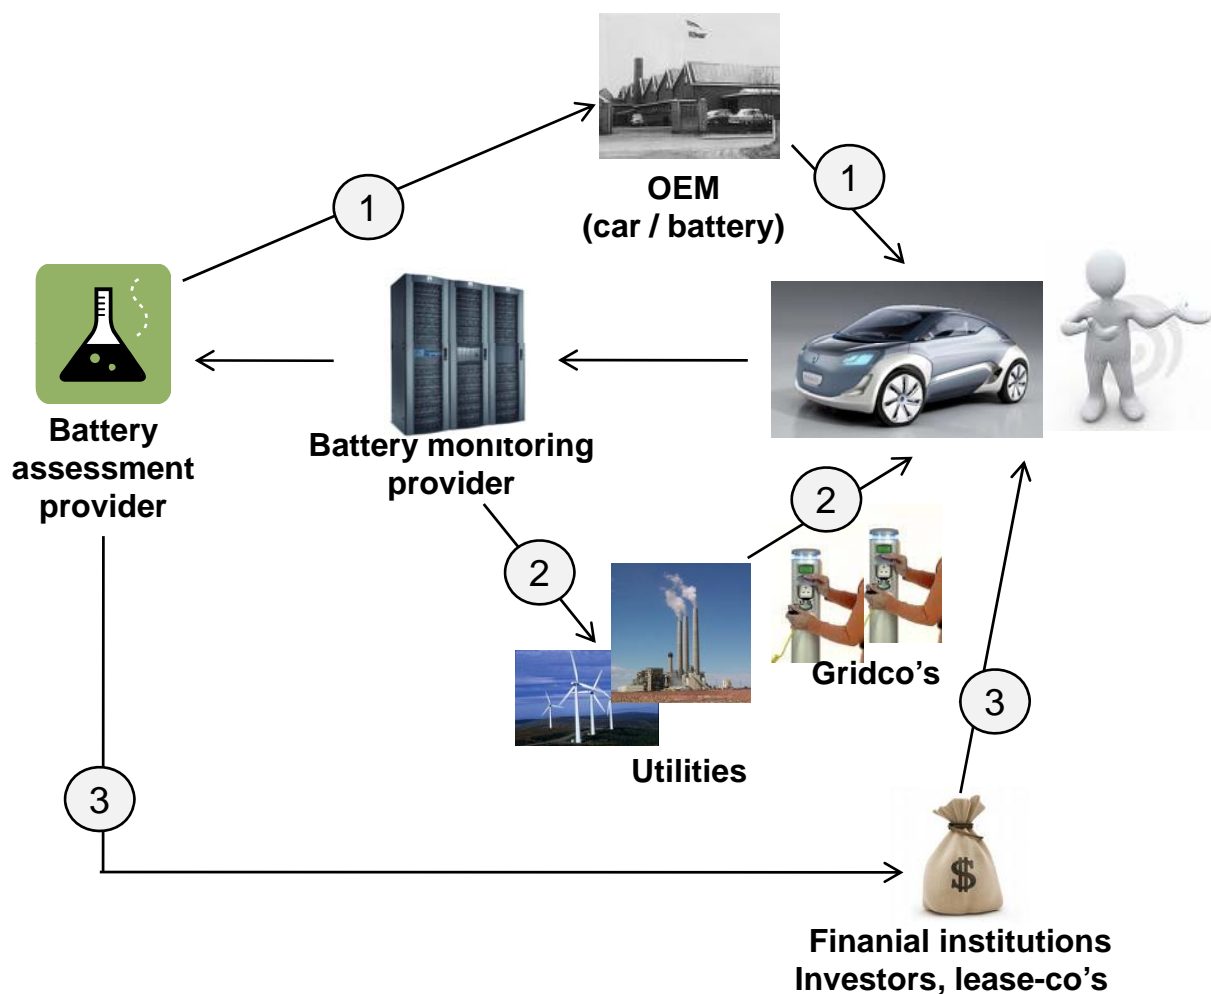 1
OEM
(car / battery)
1
Battery
assessment
provider
Battery monitoring
provider
2
2
Gridco's
Utilities
3
3
$
Finanial institutions
Investors, lease-co's